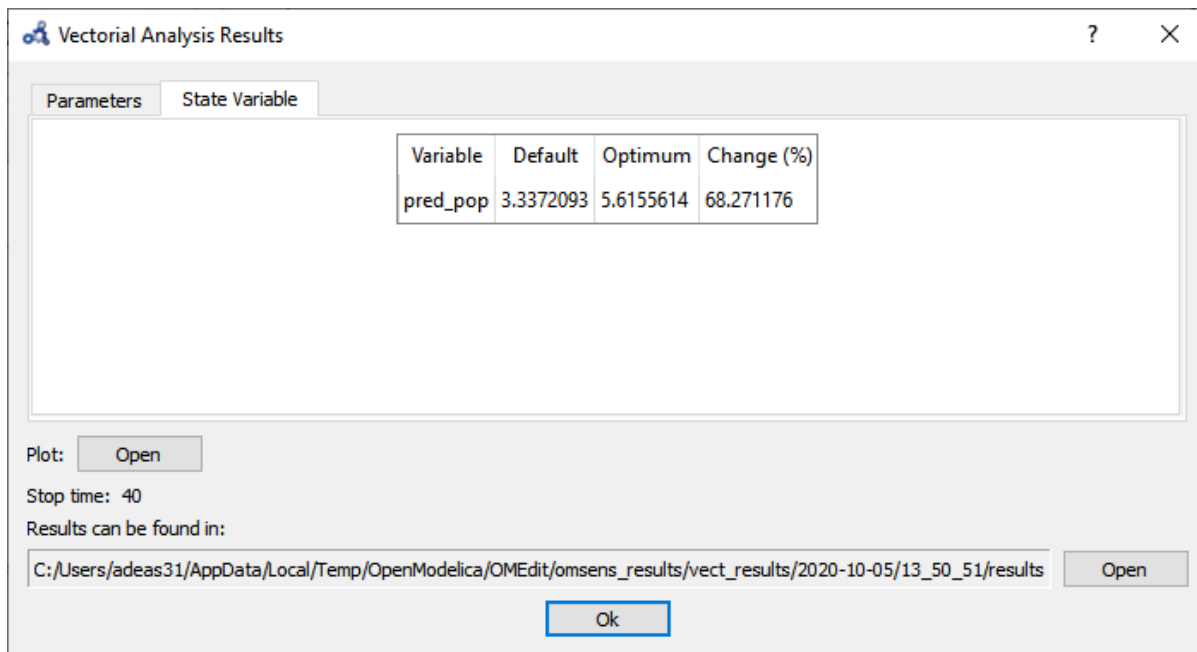 Vectorial Analysis Results ?
Parameters State Variable
Variable Default Optimum Change (%)
pred_pop 3.3372093 5.6155614 68.271176
Plot: Open
Stop time: 40
Results can be found in:
C:/Users/adeas31/AppData/Local/Temp/OpenModelica/OMEdit/omsens_results/vect_results/2020-10-05/13_50_51/results Open
Ok